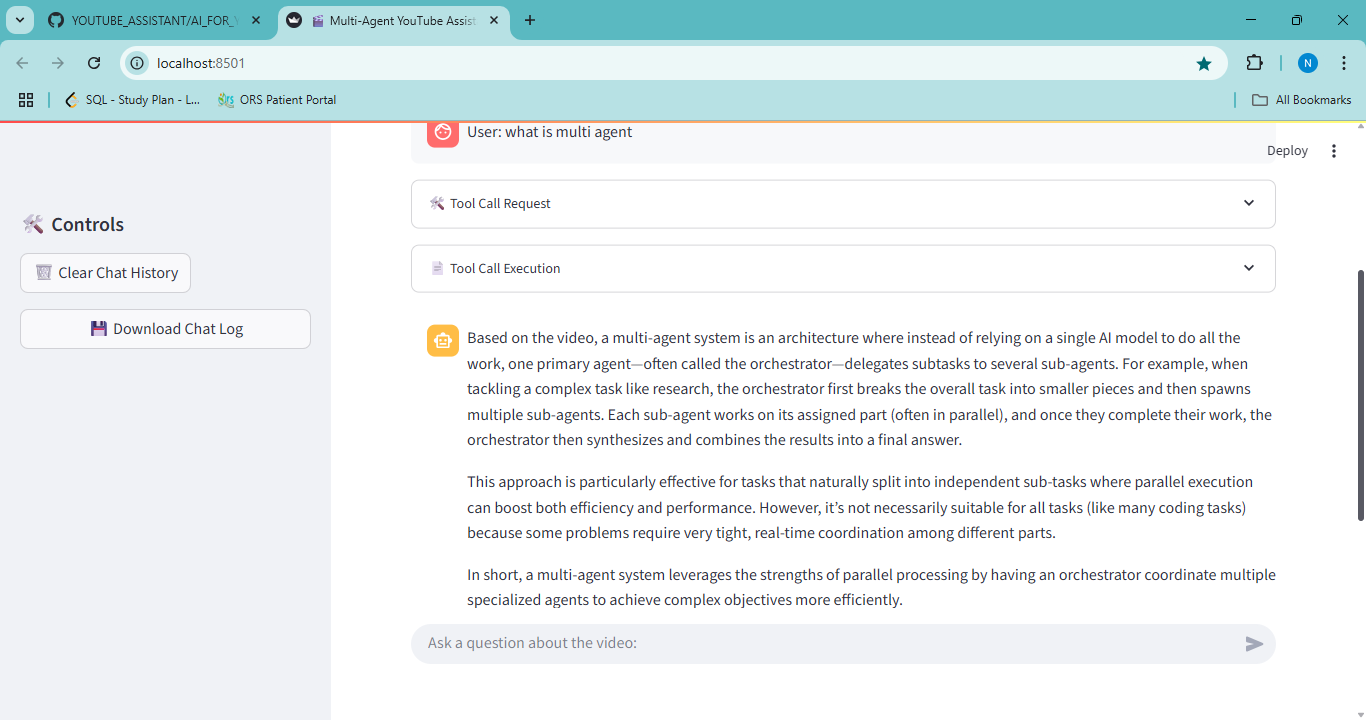 YOUTUBE_ASSISTANT/AI_FOR_
Multi-Agent YouTube Assist
localhost:8501
N
SQL - Study Plan - L...
ORS Patient Portal
All Bookmarks
User: what is multi agent
Deploy
Controls
Clear Chat History
Download Chat Log
Tool Call Request
Tool Call Execution
Based on the video, a multi-agent system is an architecture where instead of relying on a single AI model to do all the
work, one primary agent—often called the orchestrator—delegates subtasks to several sub-agents. For example, when
tackling a complex task like research, the orchestrator first breaks the overall task into smaller pieces and then spawns
multiple sub-agents. Each sub-agent works on its assigned part (often in parallel), and once they complete their work, the
orchestrator then synthesizes and combines the results into a final answer.
This approach is particularly effective for tasks that naturally split into independent sub-tasks where parallel execution
can boost both efficiency and performance. However, it’s not necessarily suitable for all tasks (like many coding tasks)
because some problems require very tight, real-time coordination among different parts.
In short, a multi-agent system leverages the strengths of parallel processing by having an orchestrator coordinate multiple
specialized agents to achieve complex objectives more efficiently.
Ask a question about the video: